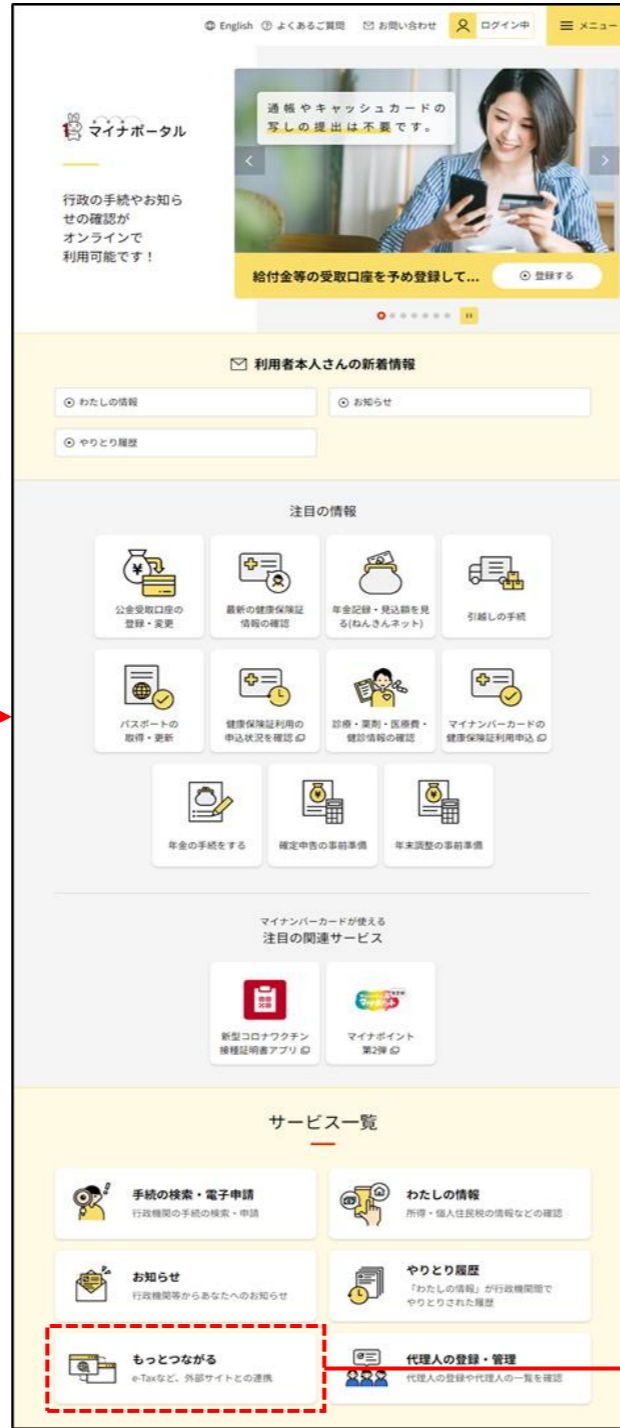 English よくあるご質問 お問い合わせ ログイン中 メニュー
マイナポータル
行政の手続やお知ら
せの確認が
オンラインで
利用可能です！
通帳やキャッシュカードの
写しの提出は不要です。
給付金等の受取口座を予め登録して... 登録する
利用者本人さんの新着情報
わたしの情報
お知らせ
やりとり履歴
注目の情報
公金受取口座の
登録・変更
最新の健康保険証
情報の確認
年金記録・見込額を見
る(ねんきんネット)
引越しの手続
パスポートの
取得・更新
健康保険証利用の
申込状況を確認
診療・薬剤・医療費・
健診情報の確認
マイナンバーカードの
健康保険証利用申込
年金の手続をする
確定申告の事前準備
年末調整の事前準備
マイナンバーカードが使える
注目の関連サービス
新型コロナワクチン
接種証明書アプリ
マイナポイント
第2弾
サービス一覧
手続の検索・電子申請
行政機関の手続の検索・申請
わたしの情報
所得・個人住民税の情報などの確認
お知らせ
行政機関等からあなたへのお知らせ
やりとり履歴
「わたしの情報」が行政機関間で
やりとりされた履歴
もっとつながる
e-Taxなど、外部サイトとの連携
代理人の登録・管理
代理人の登録や代理人の一覧を確認